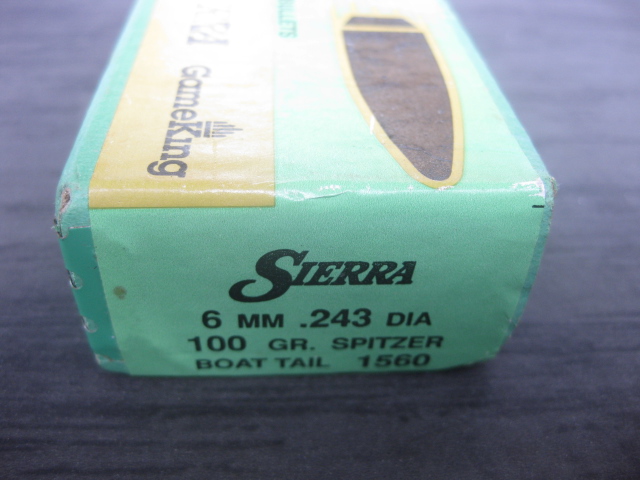 SIERRA
6 MM .243 DIA
100 GR. SPITZER
BOAT TAIL 1560
GameKing